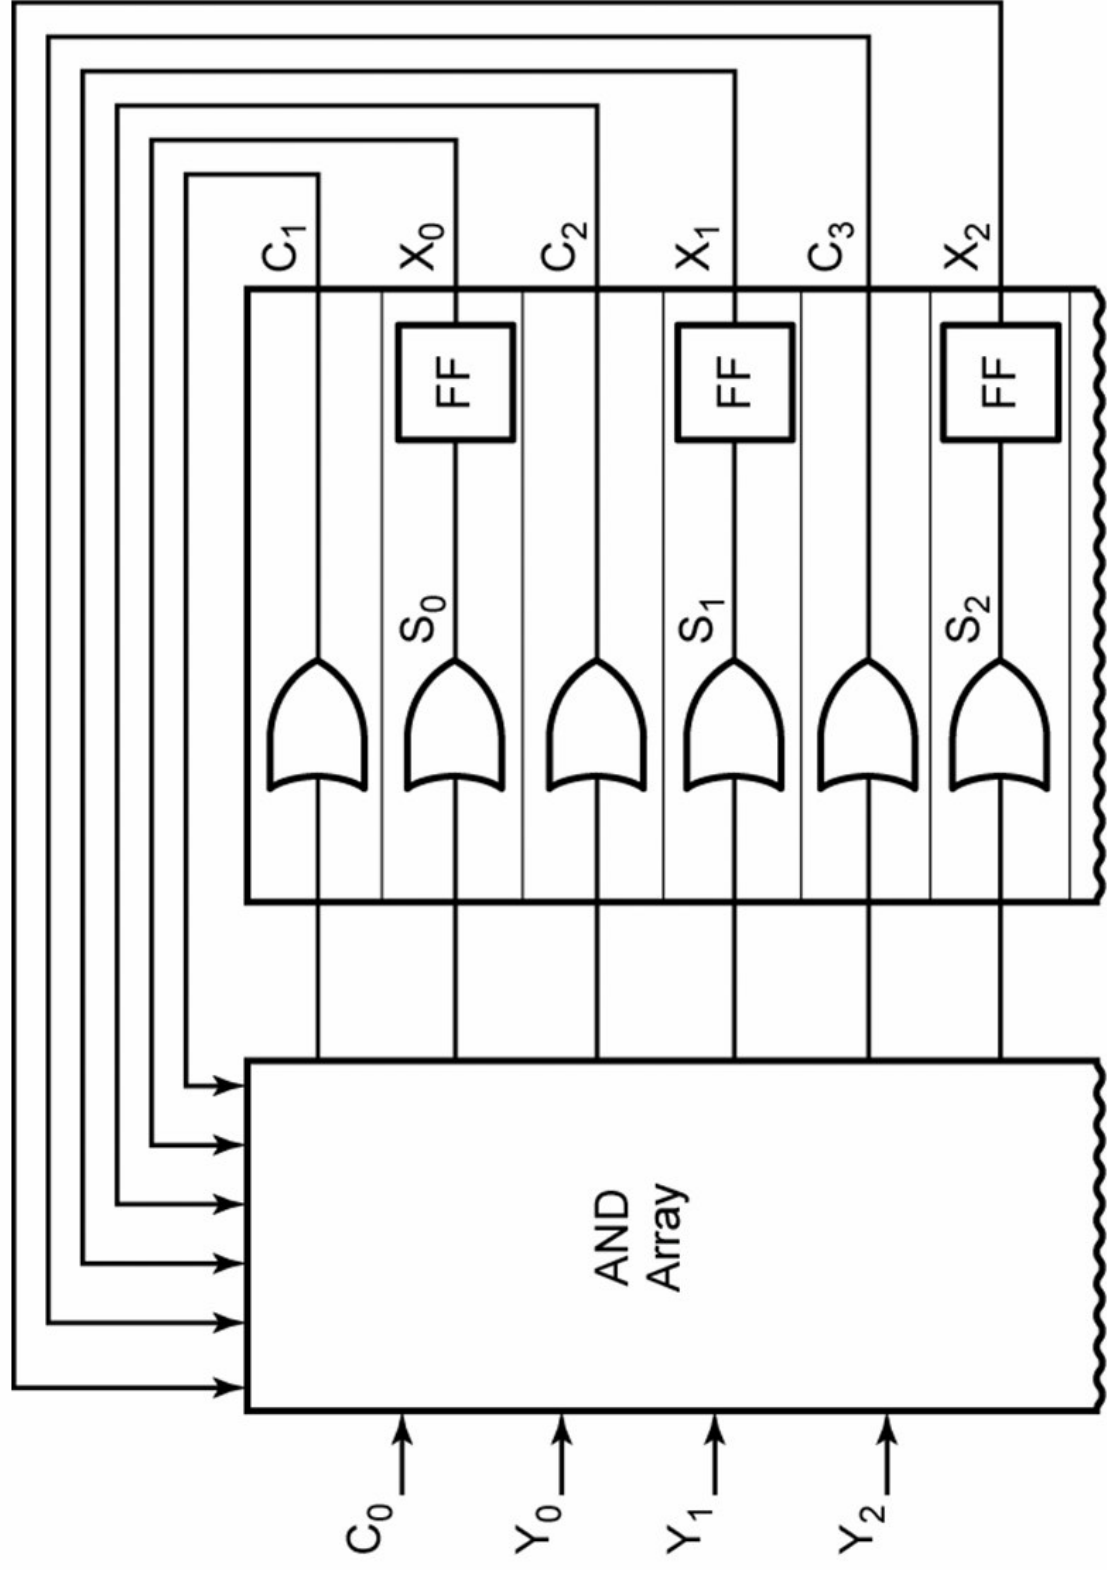 C₁
X₀
C₂
X₁
C₃
X₂
FF
FF
FF
S₀
S₁
S₂
AND
Array
C₀
Y₀
Y₁
Y₂